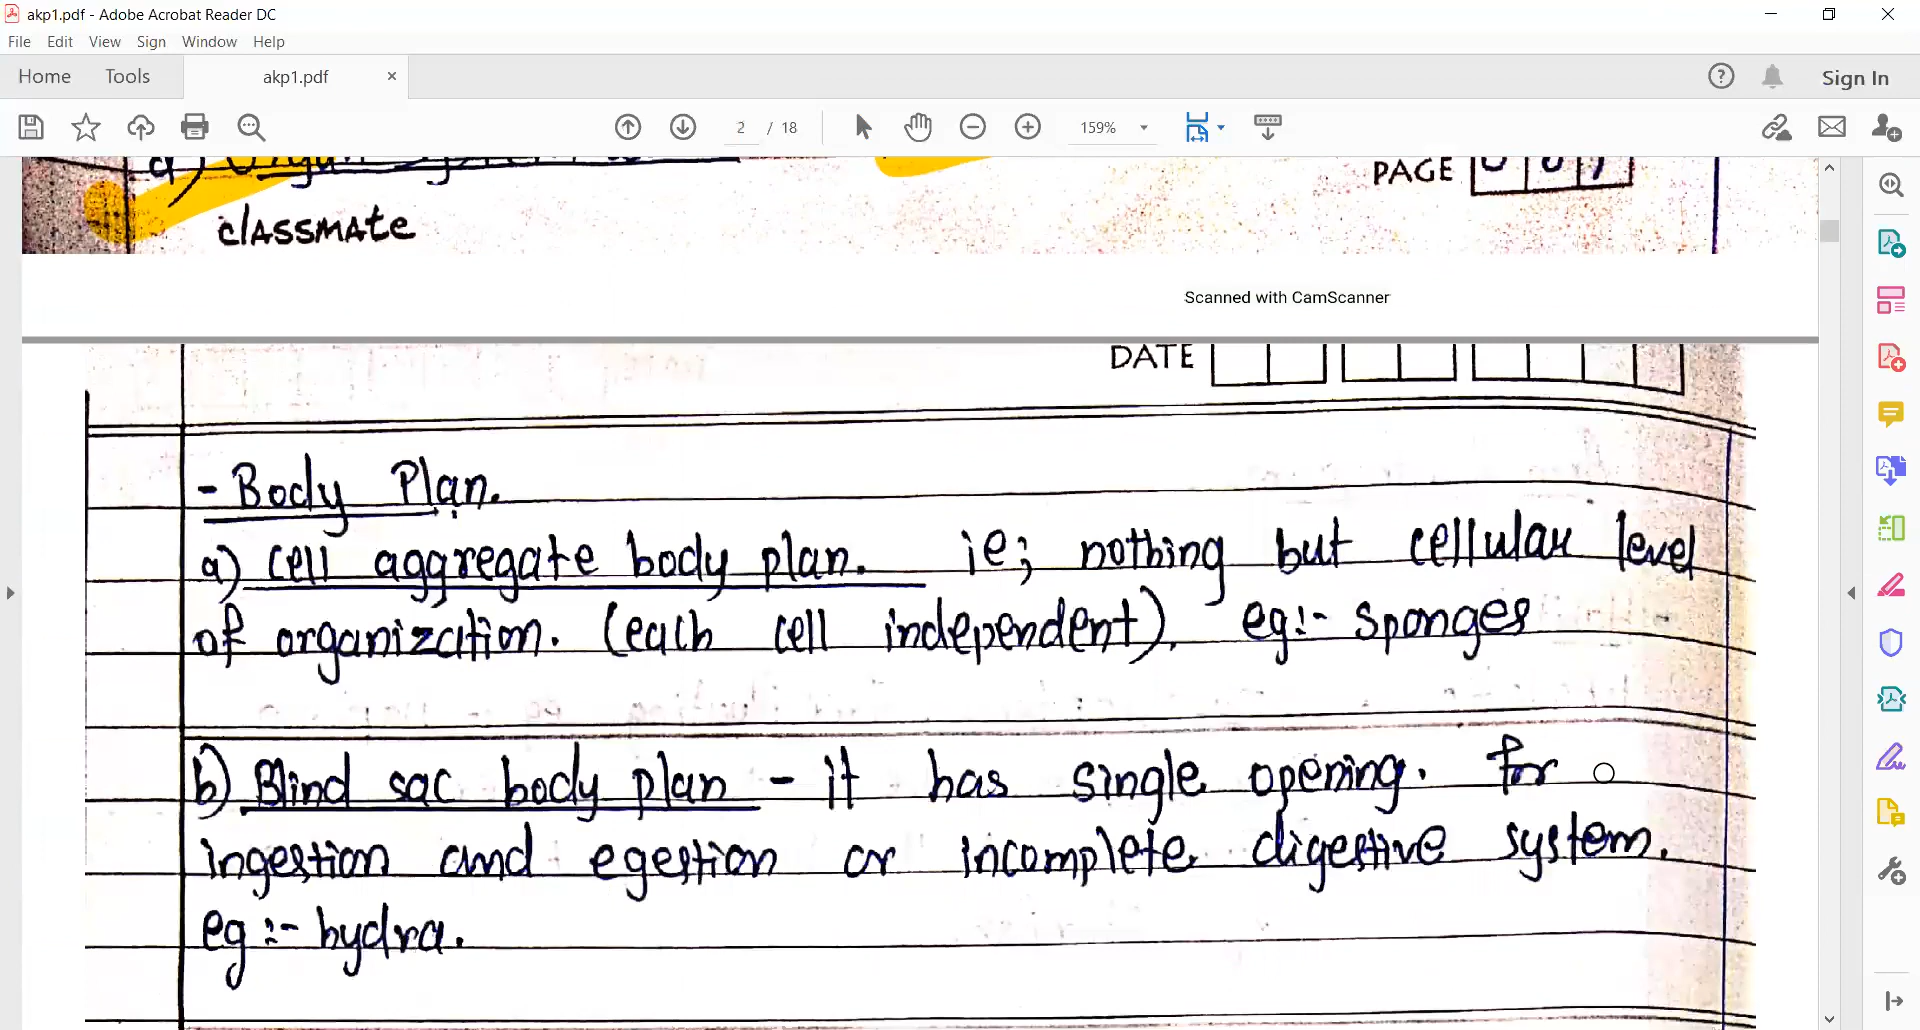 akp1.pdf - Adobe Acrobat Reader DC
File Edit View Sign Window Help
Home Tools akp1.pdf × Sign In
2 / 18 159%
PAGE
classmate
Scanned with CamScanner
DATE
- Body Plan.
a) cell aggregate body plan. ie; nothing but cellular level
of organization. (each cell independent). eg:- sponges
b) Blind sac body plan - it has single opening. for
ingestion and egestion or incomplete digestive system.
eg :- hydra.